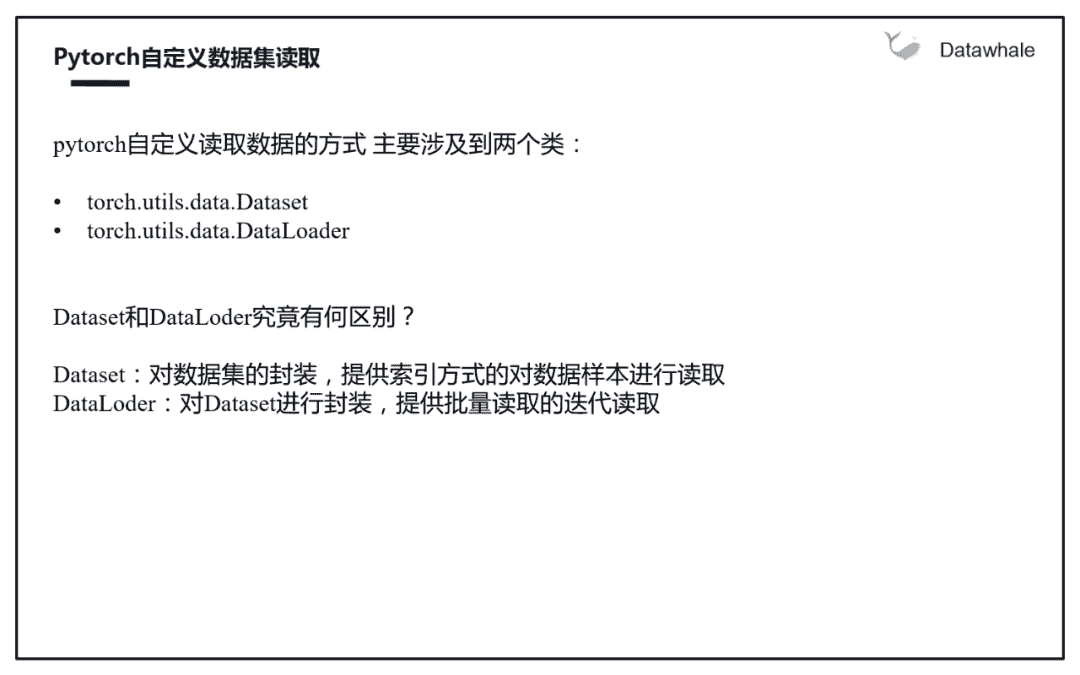 Pytorch自定义数据集读取
Datawhale
pytorch自定义读取数据的方式 主要涉及到两个类：
• torch.utils.data.Dataset
• torch.utils.data.DataLoader
Dataset和DataLoder究竟有何区别？
Dataset：对数据集的封装，提供索引方式的对数据样本进行读取
DataLoder：对Dataset进行封装，提供批量读取的迭代读取